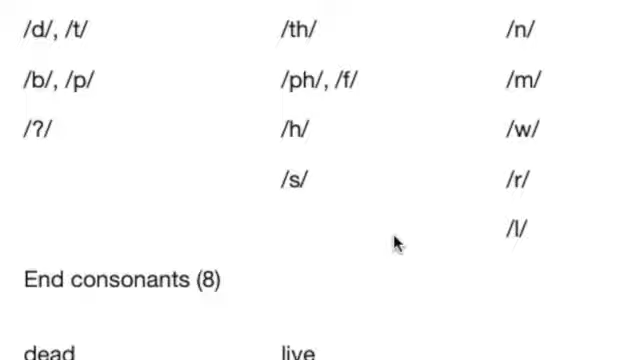 /d/, /t/ /th/ /n/
/b/, /p/ /ph/, /f/ /m/
/?/ /h/ /w/
/s/ /r/
/l/
End consonants (8)
dead live